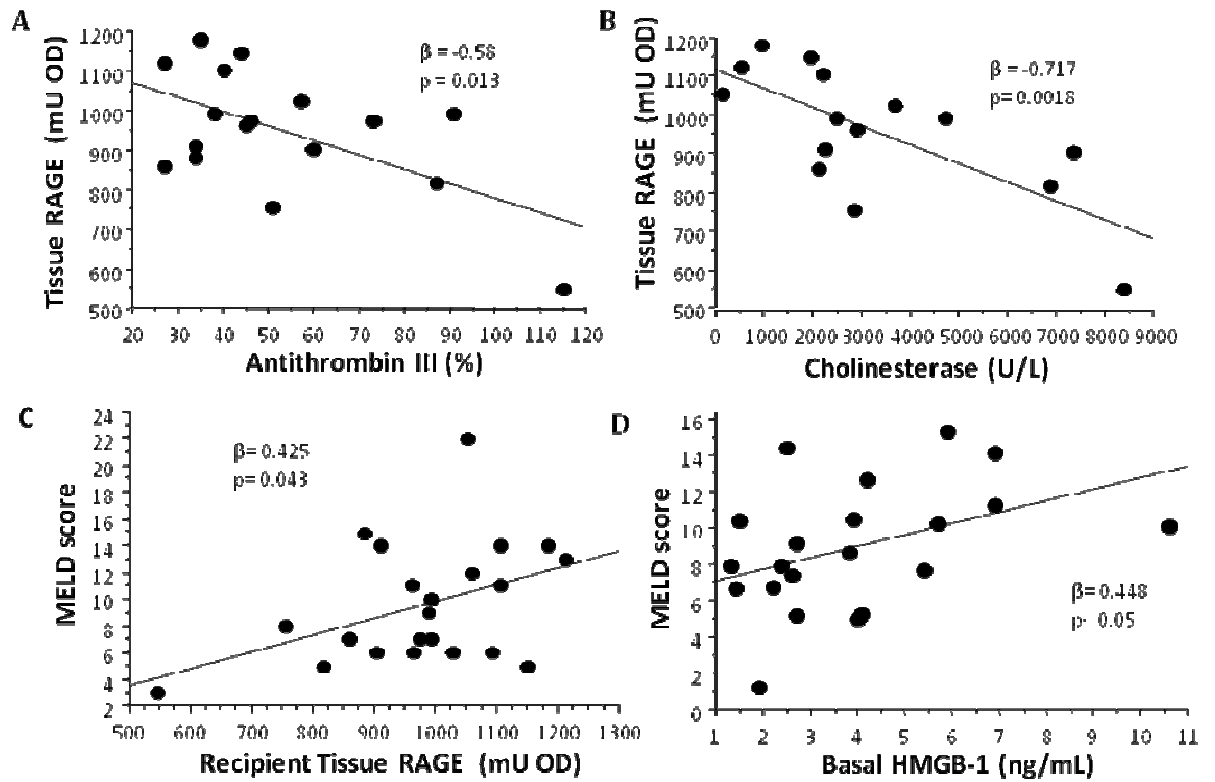 A
Tissue RAGE (mU OD)
1200
1100
1000
900
800
700
600
500
β = -0.58
p = 0.013
20 30 40 50 60 70 80 90 100 110 120
Antithrombin III (%)
B
Tissue RAGE (mU OD)
1200
1100
1000
900
800
700
600
500
β = -0.717
p= 0.0018
0 1000 2000 3000 4000 5000 6000 7000 8000 9000
Cholinesterase (U/L)
C
MELD score
24
22
20
18
16
14
12
10
8
6
4
2
β= 0.425
p= 0.043
500 600 700 800 900 1000 1100 1200 1300
Recipient Tissue RAGE (mU OD)
D
MELD score
16
14
12
10
8
6
4
2
0
β= 0.448
0.05
1 2 3 4 5 6 7 8 9 10 11
Basal HMGB-1 (ng/mL)